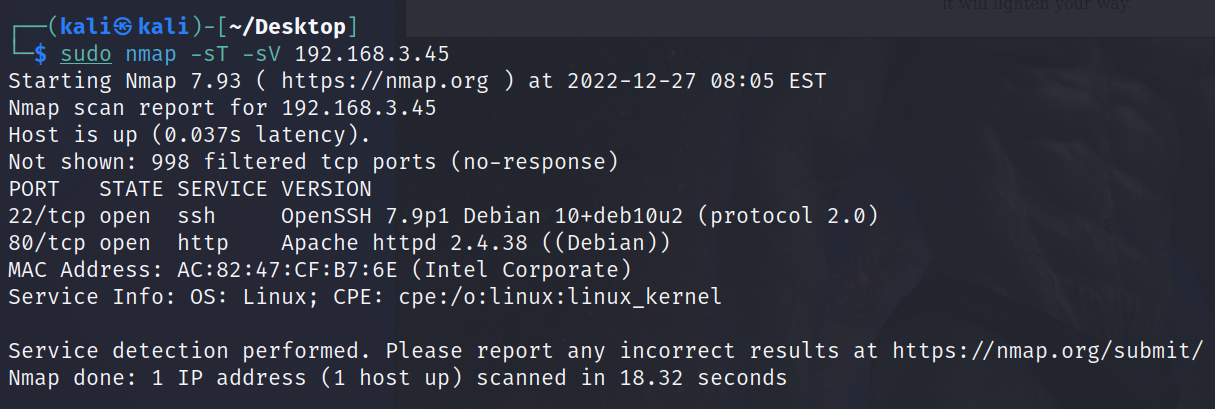 it will lighten your way.
┌──(kali㉿kali)-[~/Desktop]
└─$ sudo nmap -sT -sV 192.168.3.45
Starting Nmap 7.93 ( https://nmap.org ) at 2022-12-27 08:05 EST
Nmap scan report for 192.168.3.45
Host is up (0.037s latency).
Not shown: 998 filtered tcp ports (no-response)
PORT   STATE SERVICE VERSION
22/tcp open  ssh     OpenSSH 7.9p1 Debian 10+deb10u2 (protocol 2.0)
80/tcp open  http    Apache httpd 2.4.38 ((Debian))
MAC Address: AC:82:47:CF:B7:6E (Intel Corporate)
Service Info: OS: Linux; CPE: cpe:/o:linux:linux_kernel

Service detection performed. Please report any incorrect results at https://nmap.org/submit/
Nmap done: 1 IP address (1 host up) scanned in 18.32 seconds